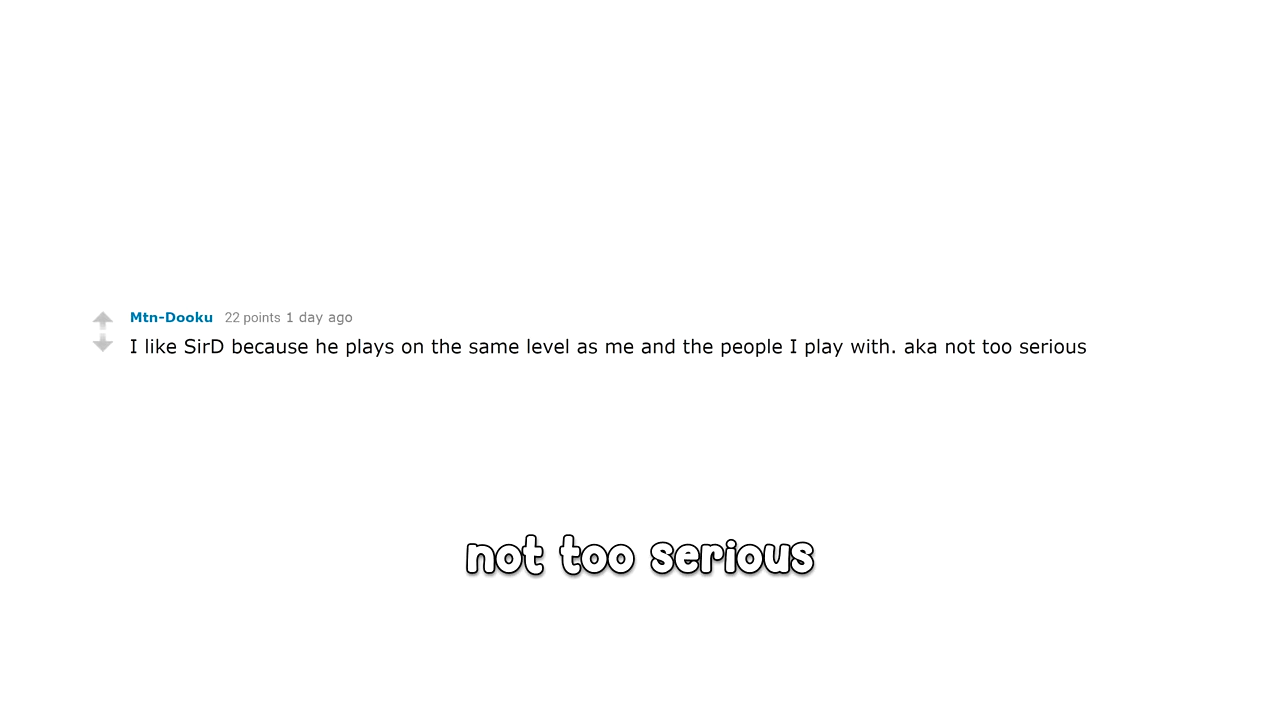 Mtn-Dooku 22 points 1 day ago
I like SirD because he plays on the same level as me and the people I play with. aka not too serious
not too serious